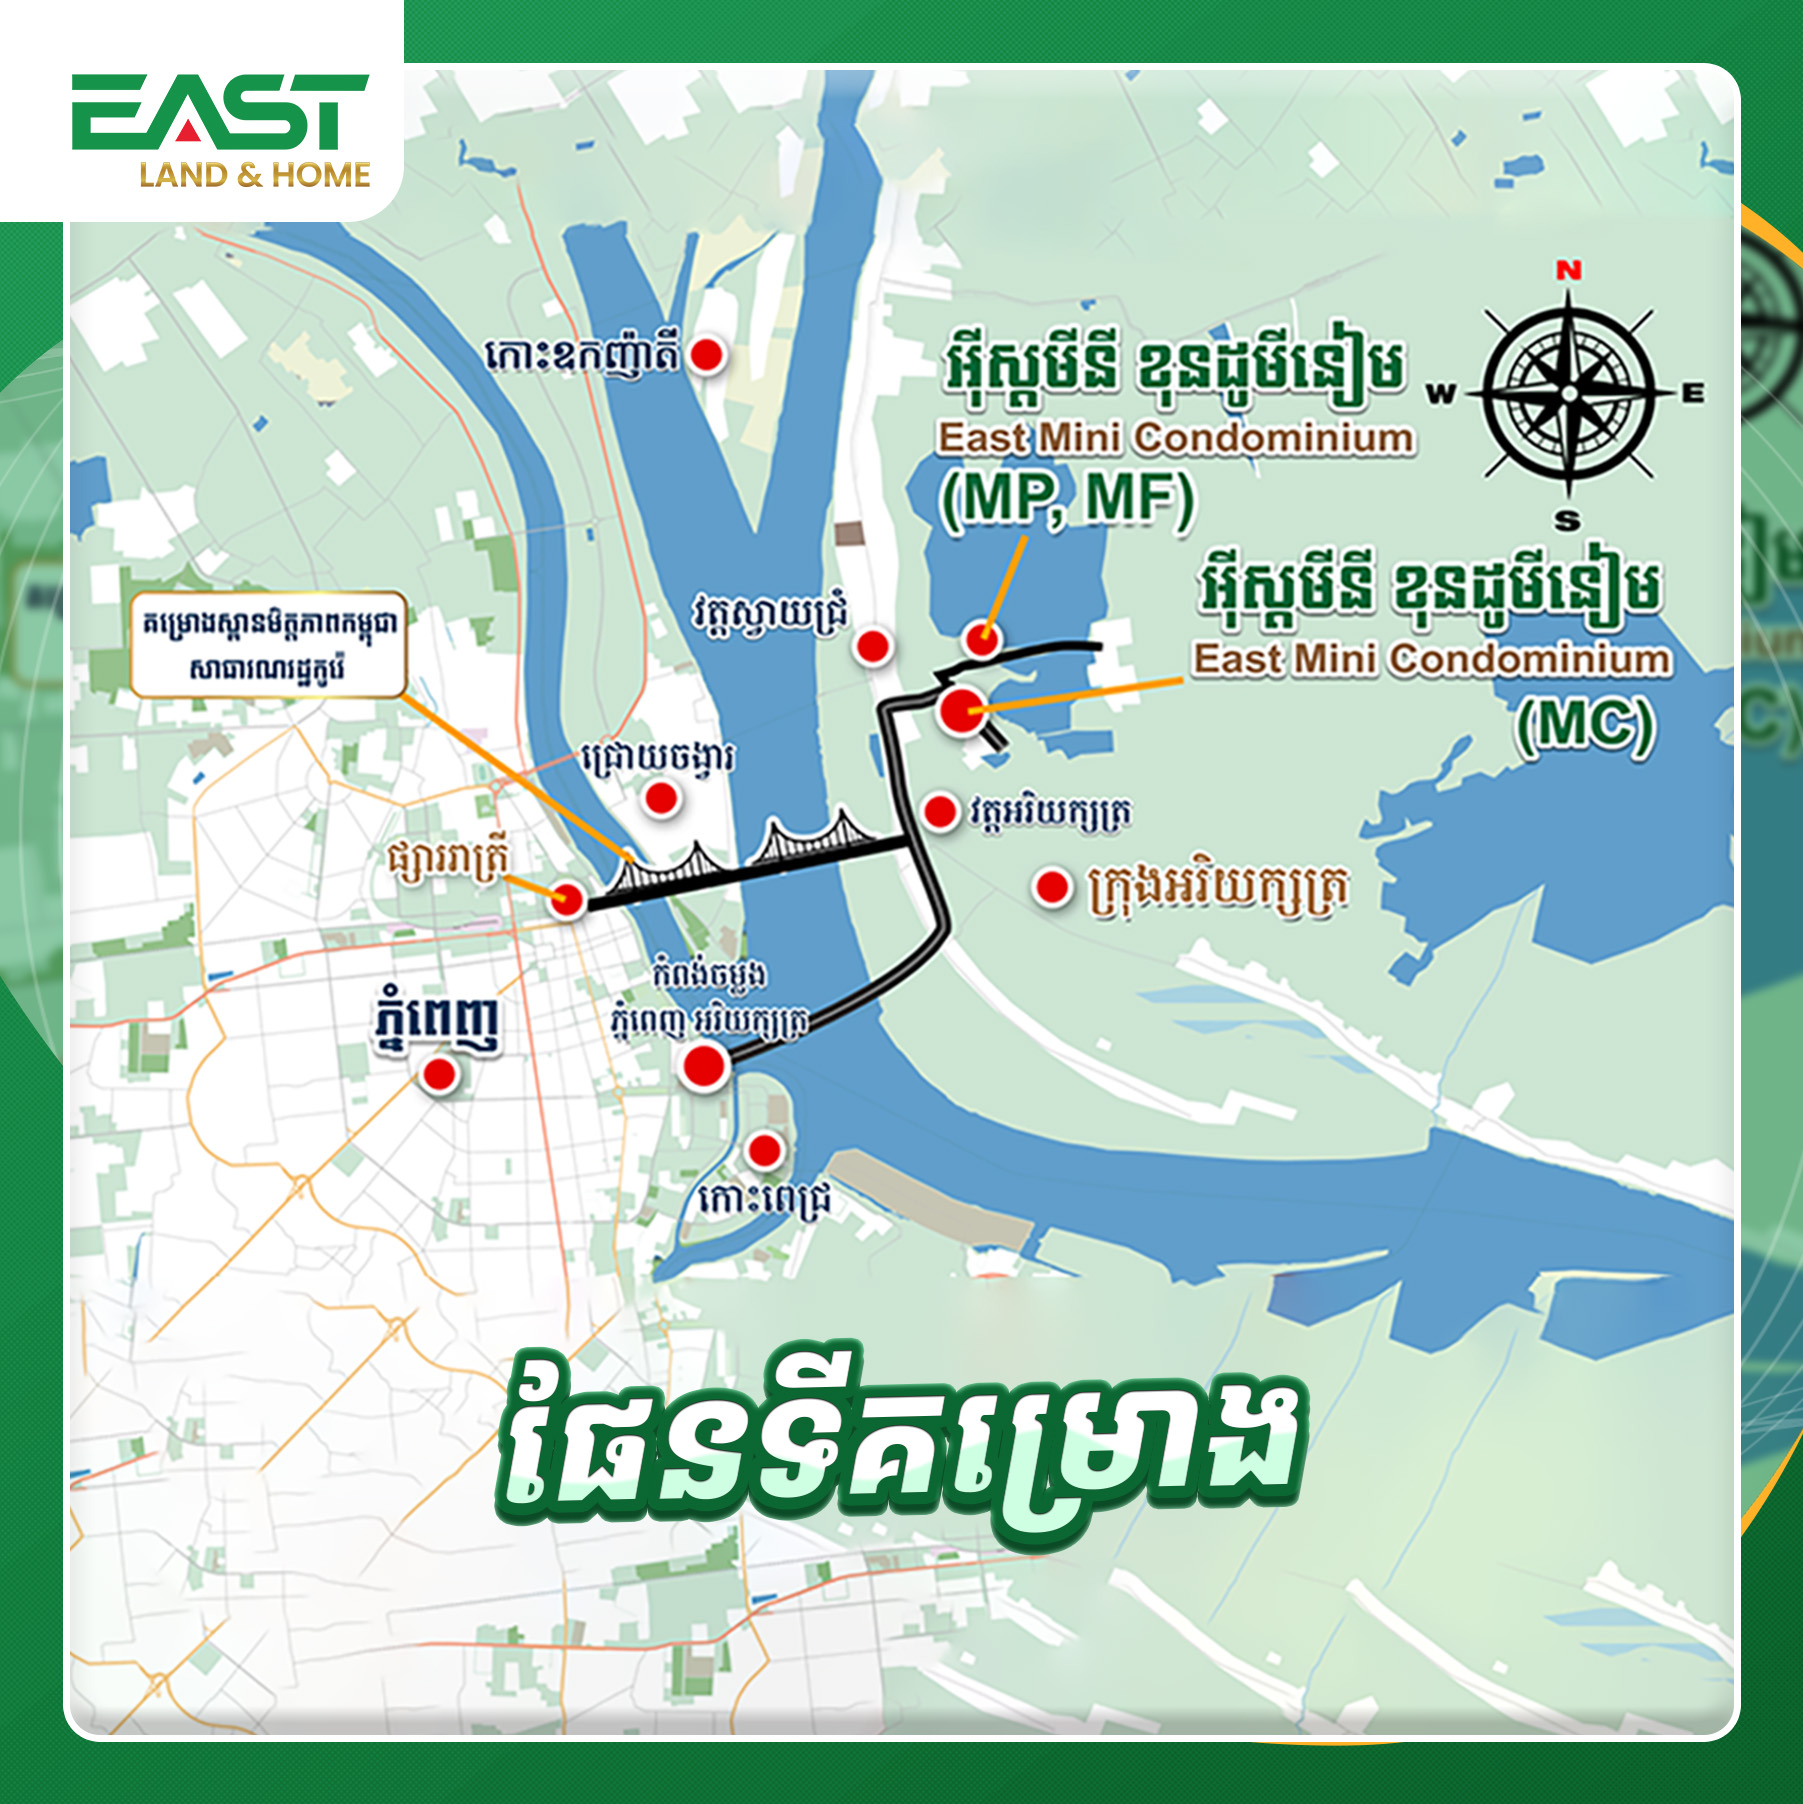 EAST
LAND & HOME
N
W
E
S
កោះឧកញ៉ាតី
អ៊ីស្តមីនី ខុនដូមីនៀម
East Mini Condominium
(MP, MF)
អ៊ីស្តមីនី ខុនដូមីនៀម
East Mini Condominium
(MC)
វត្តស្វាយជ្រំ
គម្រោងស្ពានមិត្តភាពកម្ពុជា
សាធារណរដ្ឋកូរ៉េ
ជ្រោយចង្វារ
វត្តអរិយក្សត្រ
ផ្សាររាត្រី
ក្រុងអរិយក្សត្រ
កំពង់ចម្លង
ភ្នំពេញ អរិយក្សត្រ
ភ្នំពេញ
កោះពេជ្រ
ផែនទីគម្រោង